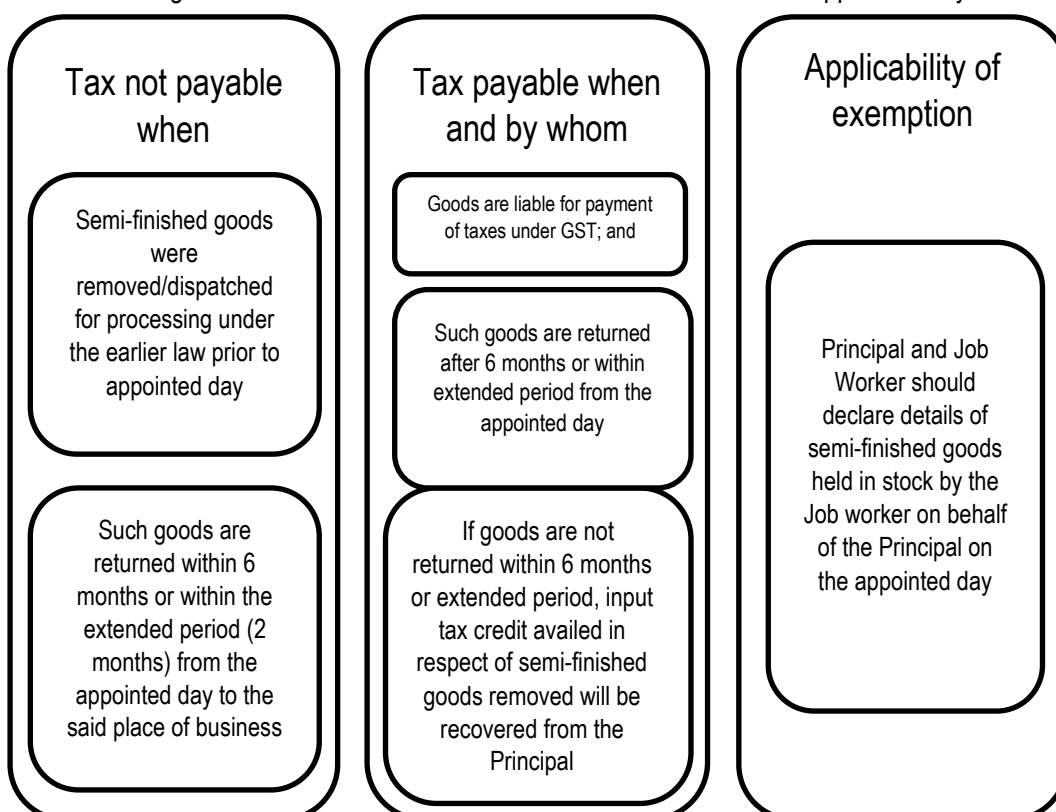 Tax not payable
when
Semi-finished goods
were
removed/dispatched
for processing under
the earlier law prior to
appointed day
Such goods are
returned within 6
months or within the
extended period (2
months) from the
appointed day to the
said place of business
Tax payable when
and by whom
Goods are liable for payment
of taxes under GST; and
Such goods are returned
after 6 months or within
extended period from the
appointed day
If goods are not
returned within 6 months
or extended period, input
tax credit availed in
respect of semi-finished
goods removed will be
recovered from the
Principal
Applicability of
exemption
Principal and Job
Worker should
declare details of
semi-finished goods
held in stock by the
Job worker on behalf
of the Principal on
the appointed day